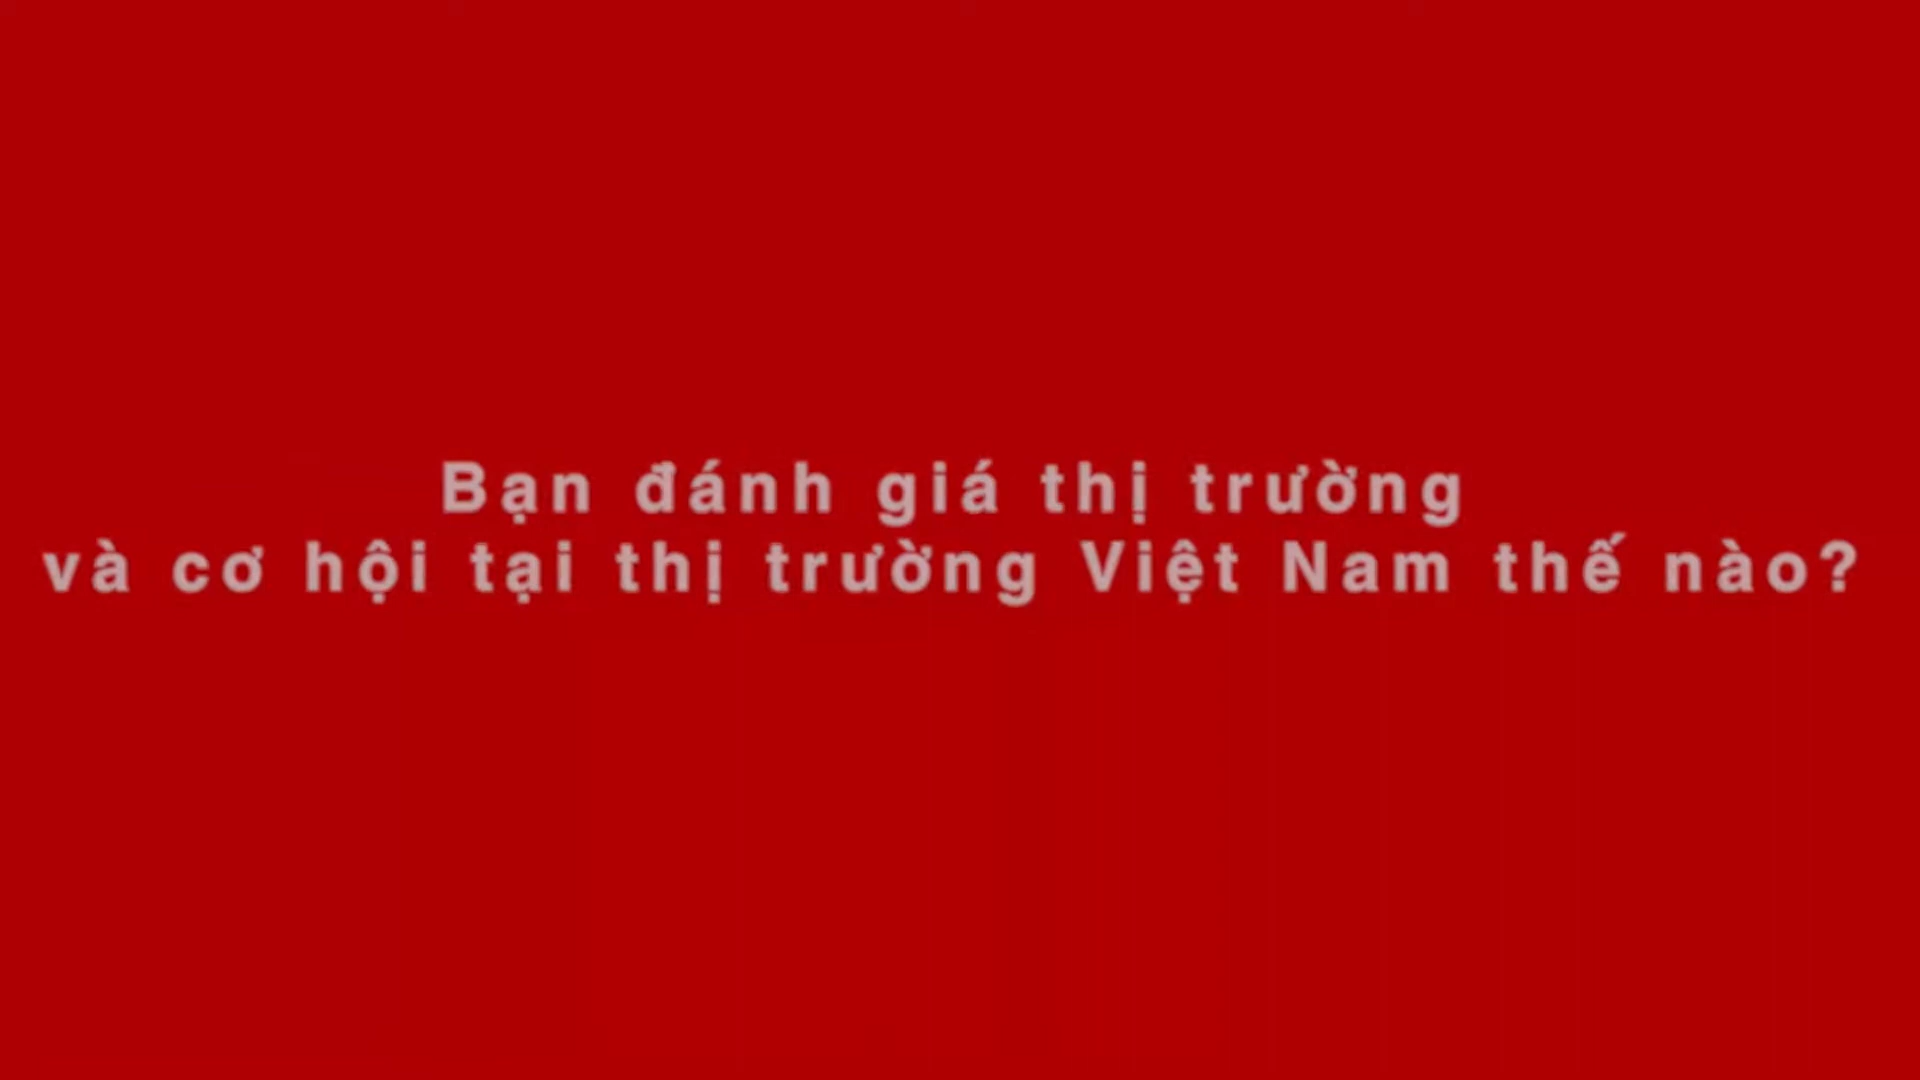 Bạn đánh giá thị trường
và cơ hội tại thị trường Việt Nam thế nào?